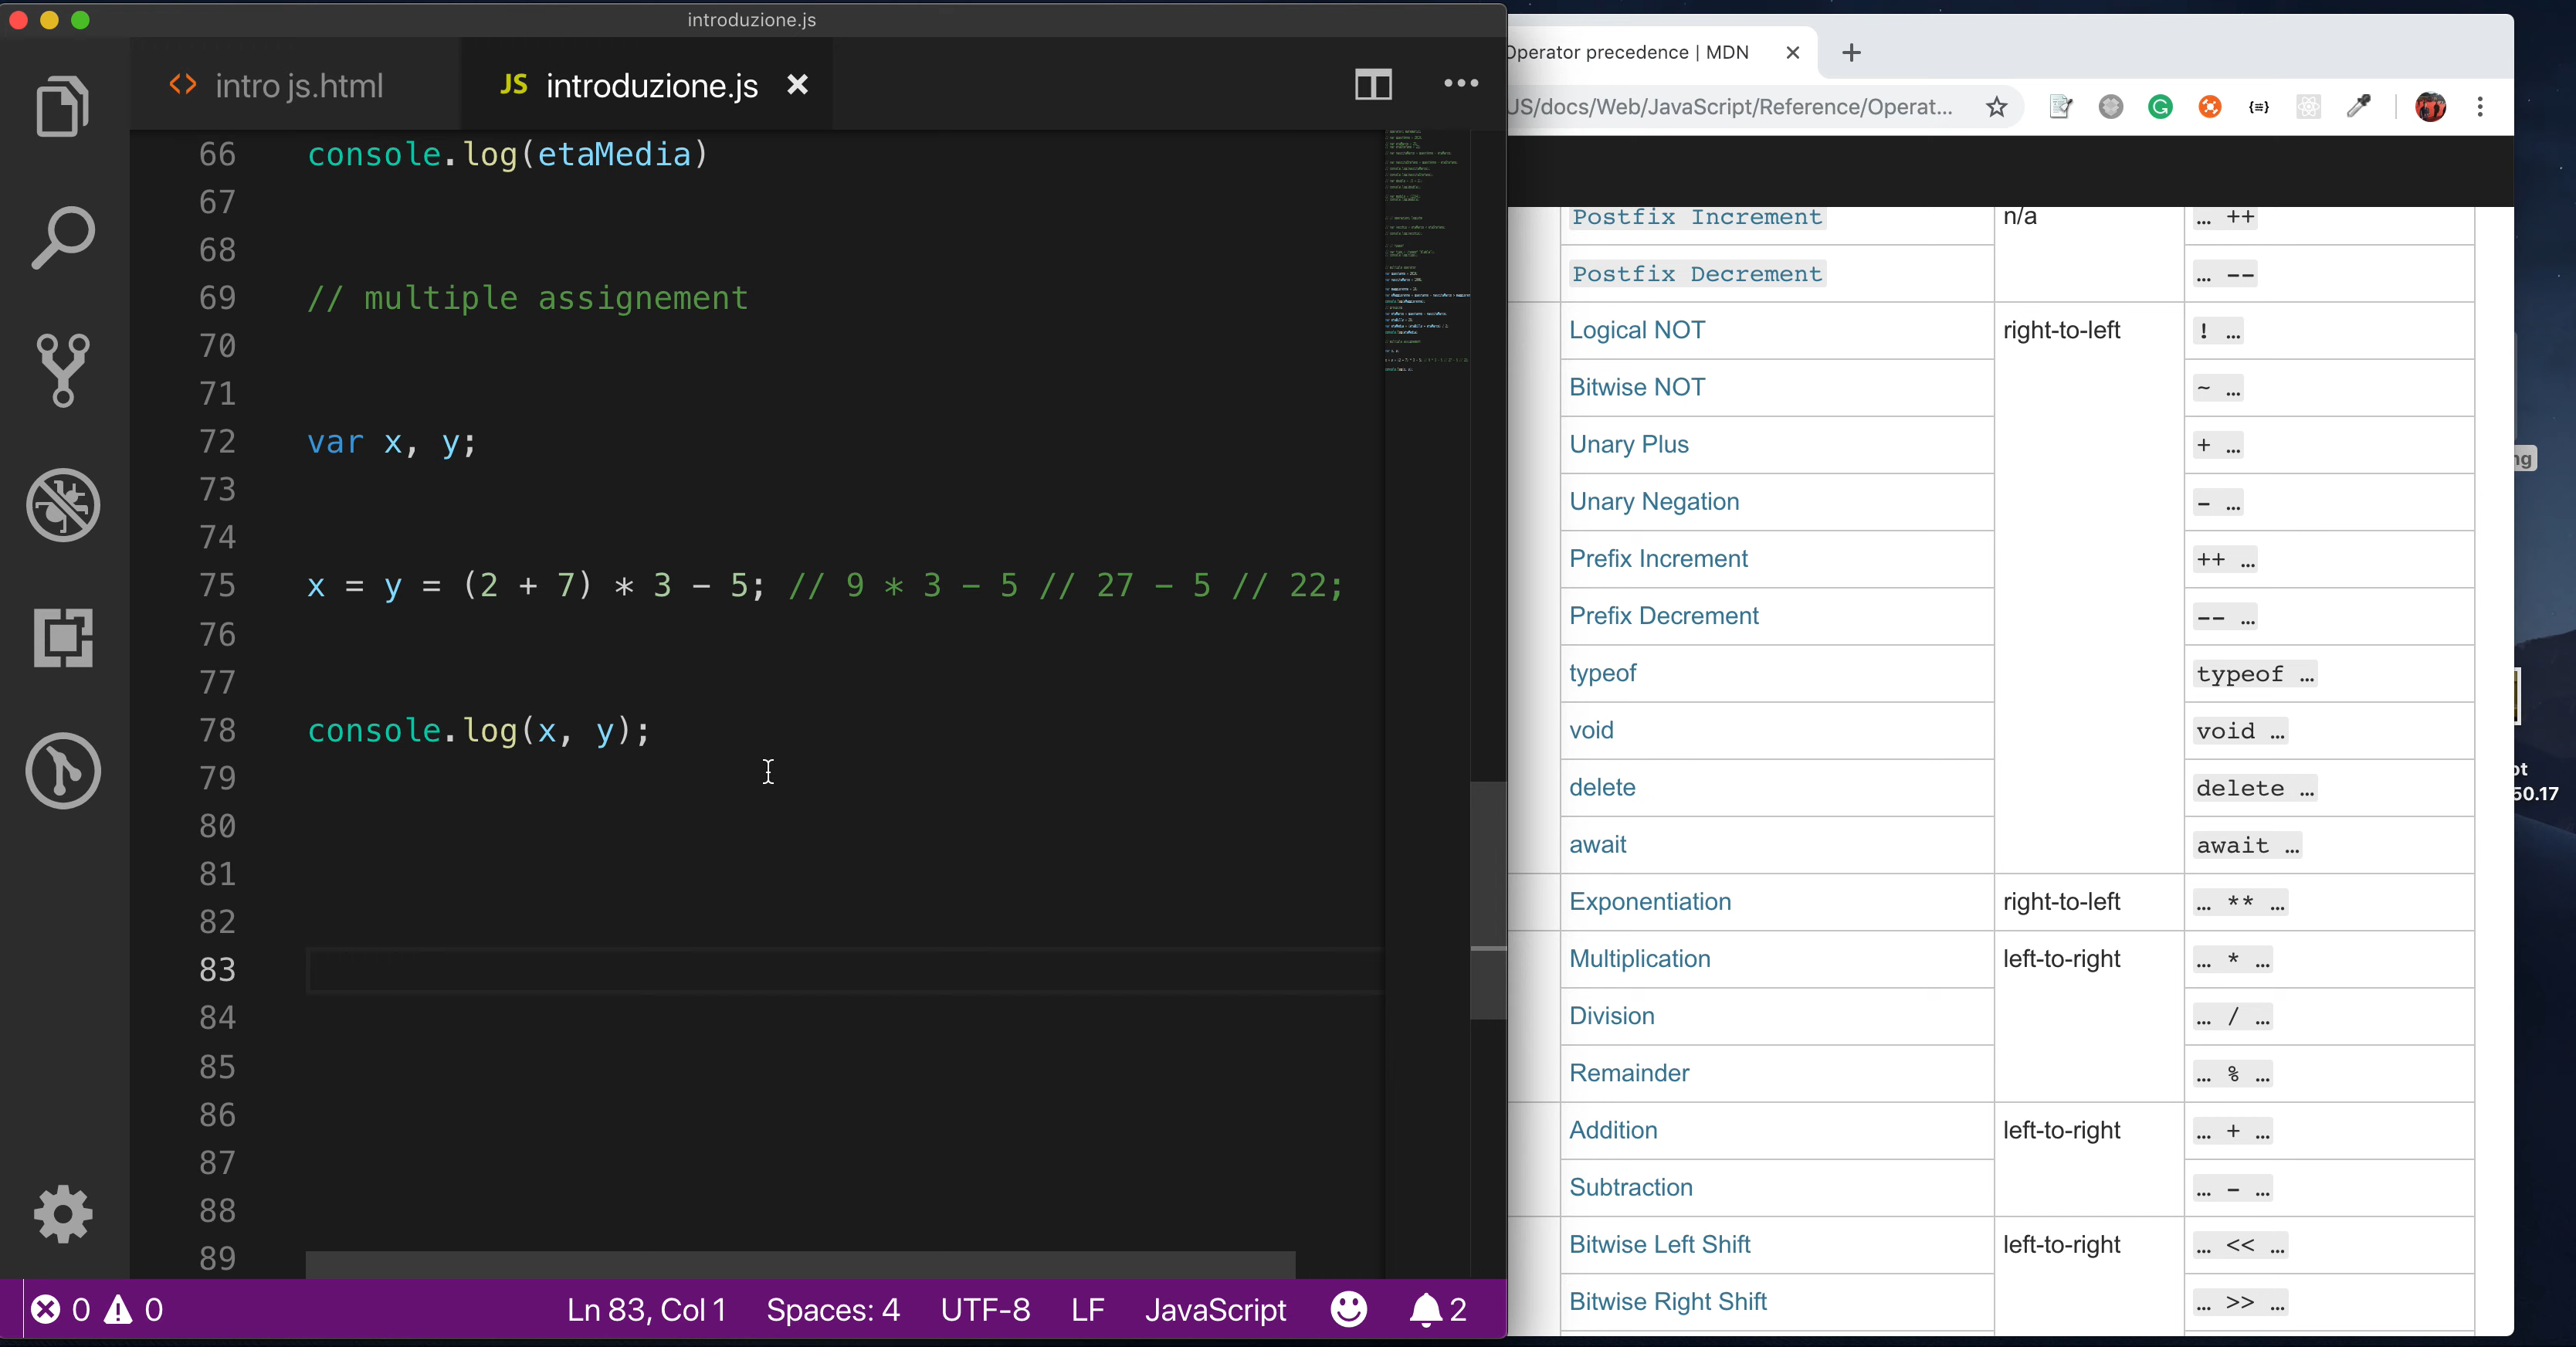 introduzione.js
<> intro js.html
JS introduzione.js ×
66 console.log(etaMedia)
67
68
69 // multiple assignement
70
71
72 var x, y;
73
74
75 x = y = (2 + 7) * 3 - 5; // 9 * 3 - 5 // 27 - 5 // 22;
76
77
78 console.log(x, y);
79
80
81
82
83
84
85
86
87
88
89
0 0 Ln 83, Col 1 Spaces: 4 UTF-8 LF JavaScript 2
Operator precedence | MDN × +
US/docs/Web/JavaScript/Reference/Operat...
Postfix Increment n/a … ++
Postfix Decrement … --
Logical NOT right-to-left ! …
Bitwise NOT ~ …
Unary Plus + …
Unary Negation - …
Prefix Increment ++ …
Prefix Decrement -- …
typeof typeof …
void void …
delete delete …
await await …
Exponentiation right-to-left … ** …
Multiplication left-to-right … * …
Division … / …
Remainder … % …
Addition left-to-right … + …
Subtraction … - …
Bitwise Left Shift left-to-right … << …
Bitwise Right Shift … >> …
ng
ot
50.17